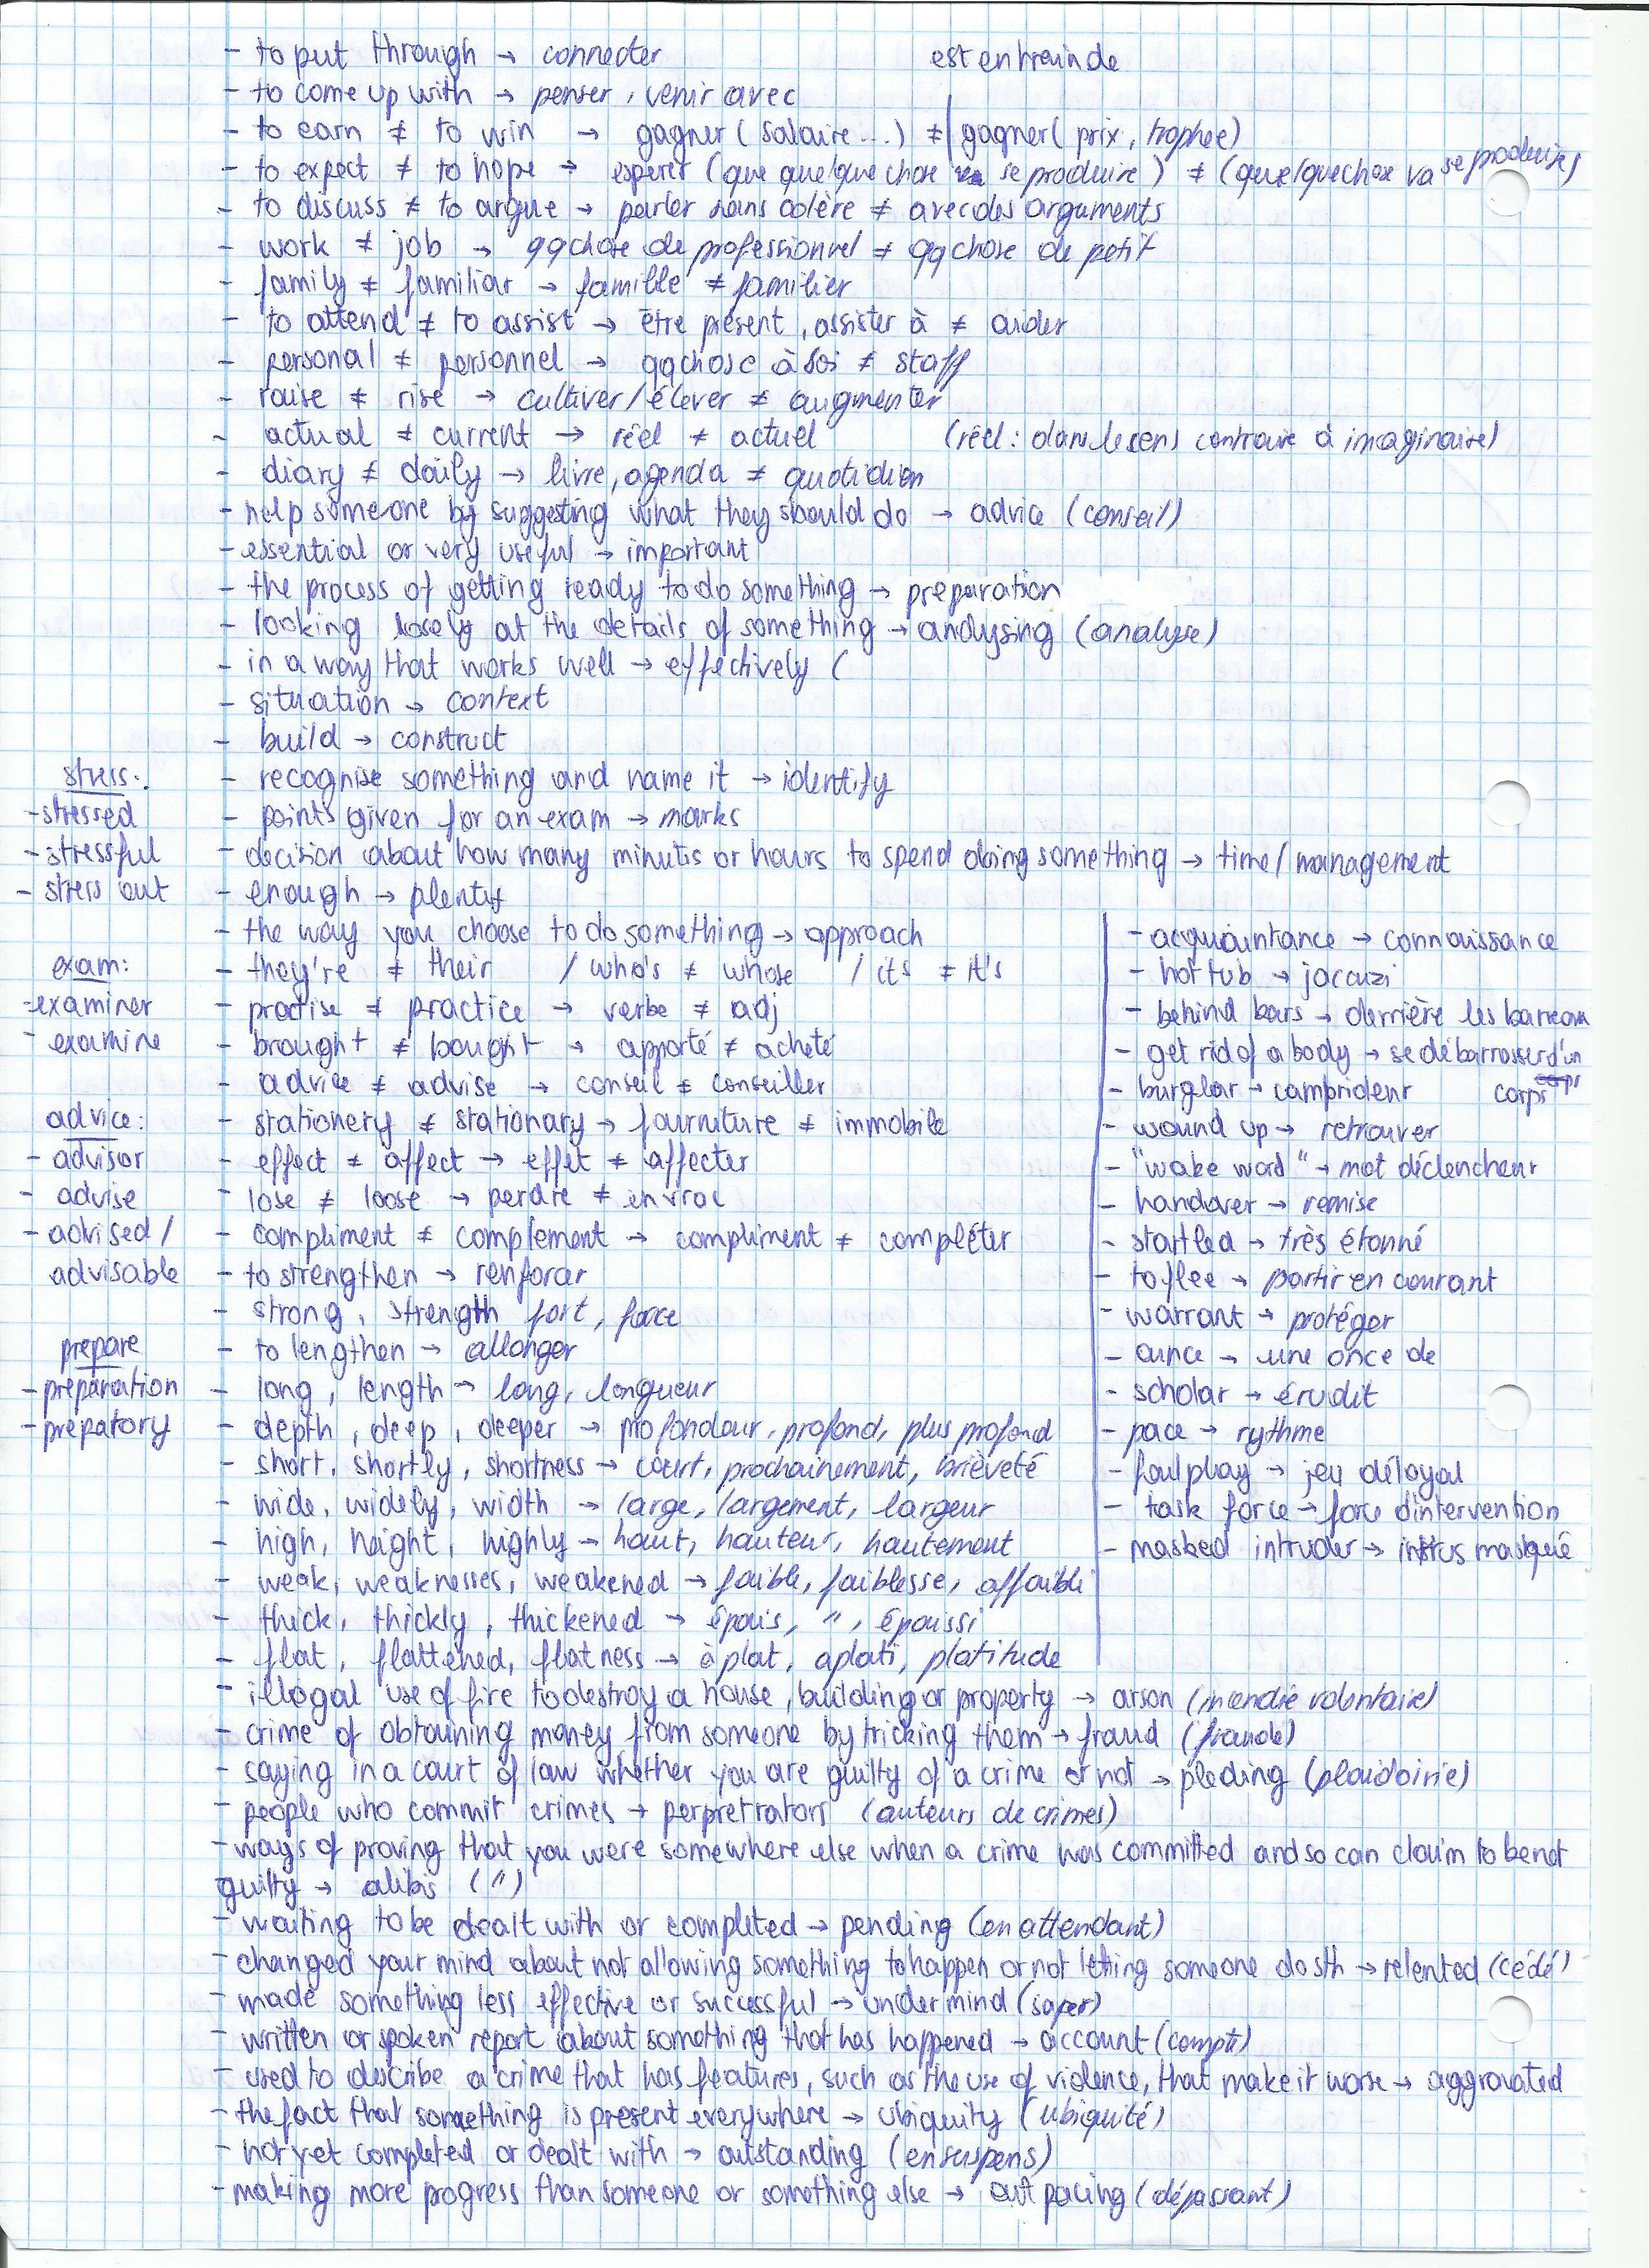 - to put through → connecter
est en train de
- to come up with → penser, venir avec
- to earn ≠ to win → gagner (salaire...) ≠ gagner (prix, trophée)
- to expect ≠ to hope → espérer (que quelque chose va se produire) ≠ (quelque chose va se produire)
- to discuss ≠ to argue → parler sans colère ≠ avec des arguments
- work ≠ job → qqchose de professionnel ≠ qqchose de petit
- family ≠ familiar → famille ≠ familier
- to attend ≠ to assist → être présent, assister à ≠ aider
- personal ≠ personnel → qqchose à soi ≠ staff
- raise ≠ rise → cultiver/élever ≠ augmenter
- actual ≠ current → réel ≠ actuel (réel : dans le sens contraire à imaginaire)
- diary ≠ daily → livre, agenda ≠ quotidien
- help someone by suggesting what they should do → advice (conseil)
- essential or very useful → important
- the process of getting ready to do something → preparation
- looking losely at the details of something → analysing (analyse)
- in a way that works well → effectively (
- situation → context
- build → construct
- recognise something and name it → identify
- points given for an exam → marks
- decision about how many minutes or hours to spend doing something → time/management
- enough → plenty
- the way you choose to do something → approach
- they're ≠ their / who's ≠ whose / its ≠ it's
- practise ≠ practice → verbe ≠ adj
- brought ≠ bought → apporté ≠ acheté
- advice ≠ advise → conseil ≠ conseiller
- stationery ≠ stationary → fourniture ≠ immobile
- effect ≠ affect → effet ≠ affecter
- lose ≠ loose → perdre ≠ en vrac
- compliment ≠ complement → compliment ≠ compléter
- to strengthen → renforcer
- strong, strength fort, force
- to lengthen → allonger
- long, length → long, longueur
- depth, deep, deeper → profondeur, profond, plus profond
- short, shortly, shortness → court, prochainement, brièveté
- wide, widely, width → large, largement, largeur
- high, height, highly → haut, hauteur, hautement
- weak, weaknesses, weakened → faible, faiblesse, affaibli
- thick, thickly, thickened → épais, ", épaissi
- flat, flattened, flatness → à plat, aplati, platitude
stress :
- stressed
- stressful
- stress out
exam :
- examiner
- examine
advice :
- advisor
- advise
- advised /
advisable
prepare
- preparation
- prepatory
- acquaintance → connaissance
- hot tub → jacuzi
- behind bars → derrière les barreaux
- get rid of a body → se débarrasser d'un
corps
- burglar → camprideur
- wound up → retrouver
- "wake word" → mot déclencheur
- handover → remise
- startled → très étonné
- to flee → partir en courant
- warrant → protéger
- ounce → une once de
- scholar → érudit
- pace → rythme
- foulplay → jeu déloyal
- task force → force d'intervention
- masked intruder → intrus masqué
- illegal use of fire to destroy a house, building or property → arson (incendie volontaire)
- crime of obtaining money from someone by tricking them → fraud (fraude)
- saying in a court of law whether you are guilty of a crime or not → pleding (plaidoirie)
- people who commit crimes → perpretrators (auteurs de crimes)
- ways of proving that you were somewhere else when a crime was committed and so can claim to be not
guilty → alibis (")
- waiting to be dealt with or completed → pending (en attendant)
- changed your mind about not allowing something to happen or not letting someone do sth → relented (cédé)
- made something less effective or successful → undermind (saper)
- written or spoken report about something that has happened → account (compte)
- used to describe a crime that has features, such as the use of violence, that make it worse → aggravated
- the fact that something is present everywhere → ubiquity (ubiquité)
- not yet completed or dealt with → outstanding (en suspens)
- making more progress than someone or something else → out pacing (dépassant)